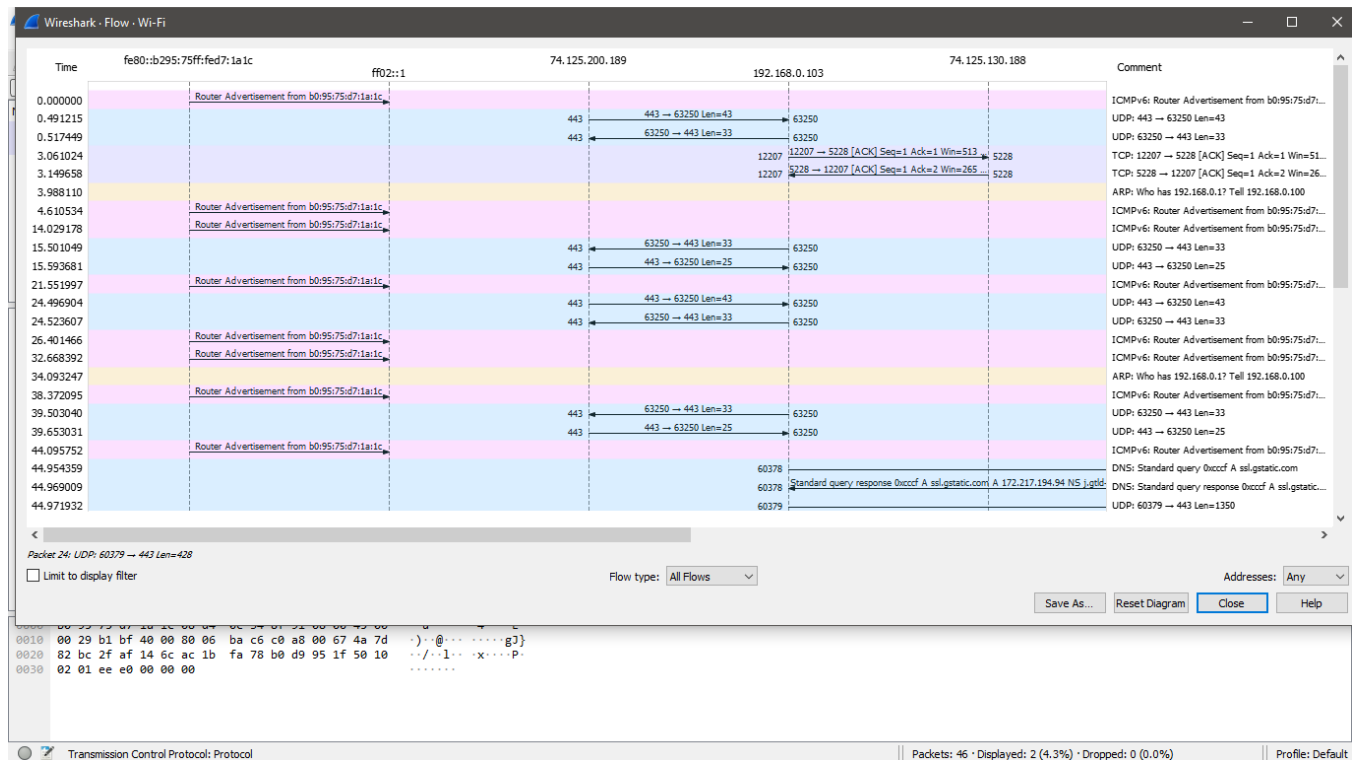 Wireshark · Flow · Wi-Fi
Time fe80::b295:75ff:fed7:1a1c ff02::1 74.125.200.189 192.168.0.103 74.125.130.188 Comment
0.000000 Router Advertisement from b0:95:75:d7:1a:1c ICMPv6: Router Advertisement from b0:95:75:d7:...
0.491215 443 443 → 63250 Len=43 63250 UDP: 443 → 63250 Len=43
0.517449 443 63250 → 443 Len=33 63250 UDP: 63250 → 443 Len=33
3.061024 12207 12207 → 5228 [ACK] Seq=1 Ack=1 Win=513 ... 5228 TCP: 12207 → 5228 [ACK] Seq=1 Ack=1 Win=51...
3.149658 12207 5228 → 12207 [ACK] Seq=1 Ack=2 Win=265 ... 5228 TCP: 5228 → 12207 [ACK] Seq=1 Ack=2 Win=26...
3.988110 ARP: Who has 192.168.0.1? Tell 192.168.0.100
4.610534 Router Advertisement from b0:95:75:d7:1a:1c ICMPv6: Router Advertisement from b0:95:75:d7:...
14.029178 Router Advertisement from b0:95:75:d7:1a:1c ICMPv6: Router Advertisement from b0:95:75:d7:...
15.501049 443 63250 → 443 Len=33 63250 UDP: 63250 → 443 Len=33
15.593681 443 443 → 63250 Len=25 63250 UDP: 443 → 63250 Len=25
21.551997 Router Advertisement from b0:95:75:d7:1a:1c ICMPv6: Router Advertisement from b0:95:75:d7:...
24.496904 443 443 → 63250 Len=43 63250 UDP: 443 → 63250 Len=43
24.523607 443 63250 → 443 Len=33 63250 UDP: 63250 → 443 Len=33
26.401466 Router Advertisement from b0:95:75:d7:1a:1c ICMPv6: Router Advertisement from b0:95:75:d7:...
32.668392 Router Advertisement from b0:95:75:d7:1a:1c ICMPv6: Router Advertisement from b0:95:75:d7:...
34.093247 ARP: Who has 192.168.0.1? Tell 192.168.0.100
38.372095 Router Advertisement from b0:95:75:d7:1a:1c ICMPv6: Router Advertisement from b0:95:75:d7:...
39.503040 443 63250 → 443 Len=33 63250 UDP: 63250 → 443 Len=33
39.653031 443 443 → 63250 Len=25 63250 UDP: 443 → 63250 Len=25
44.095752 Router Advertisement from b0:95:75:d7:1a:1c ICMPv6: Router Advertisement from b0:95:75:d7:...
44.954359 60378 DNS: Standard query 0xcccf A ssl.gstatic.com
44.969009 60378 Standard query response 0xcccf A ssl.gstatic.com A 172.217.194.94 NS j.gtld- DNS: Standard query response 0xcccf A ssl.gstatic....
44.971932 60379 UDP: 60379 → 443 Len=1350
Packet 24: UDP: 60379 → 443 Len=428
Limit to display filter Flow type: All Flows Addresses: Any
Save As... Reset Diagram Close Help
0010 00 29 b1 bf 40 00 80 06 ba c6 c0 a8 00 67 4a 7d ·)··@··· ·····gJ}
0020 82 bc 2f af 14 6c ac 1b fa 78 b0 d9 95 1f 50 10 ··/··l·· ·x····P·
0030 02 01 ee e0 00 00 00 ·······
Transmission Control Protocol: Protocol Packets: 46 · Displayed: 2 (4.3%) · Dropped: 0 (0.0%) Profile: Default